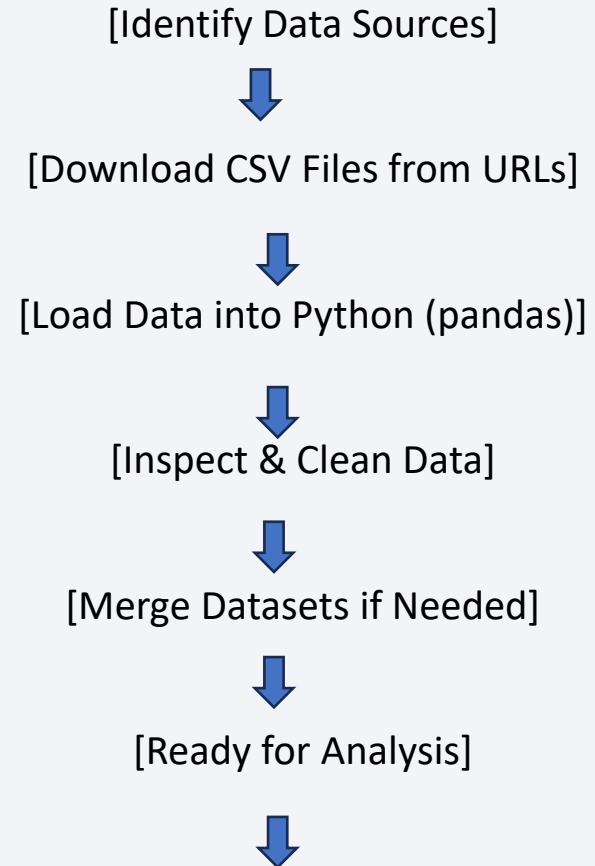 [Identify Data Sources]
[Download CSV Files from URLs]
[Load Data into Python (pandas)]
[Inspect & Clean Data]
[Merge Datasets if Needed]
[Ready for Analysis]